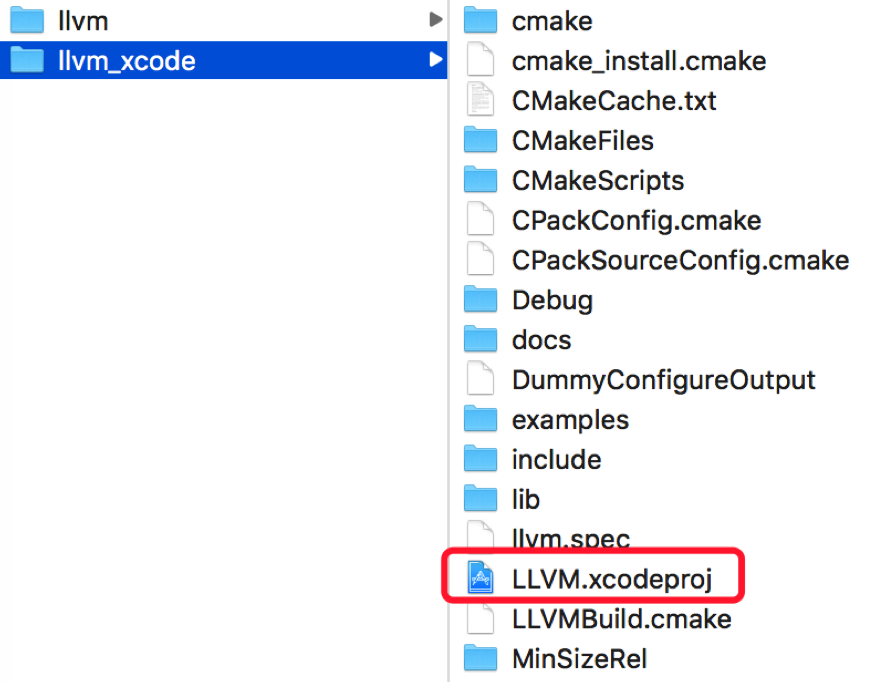 llvm
llvm_xcode
cmake
cmake_install.cmake
CMakeCache.txt
CMakeFiles
CMakeScripts
CPackConfig.cmake
CPackSourceConfig.cmake
Debug
docs
DummyConfigureOutput
examples
include
lib
llvm.spec
LLVM.xcodeproj
LLVMBuild.cmake
MinSizeRel